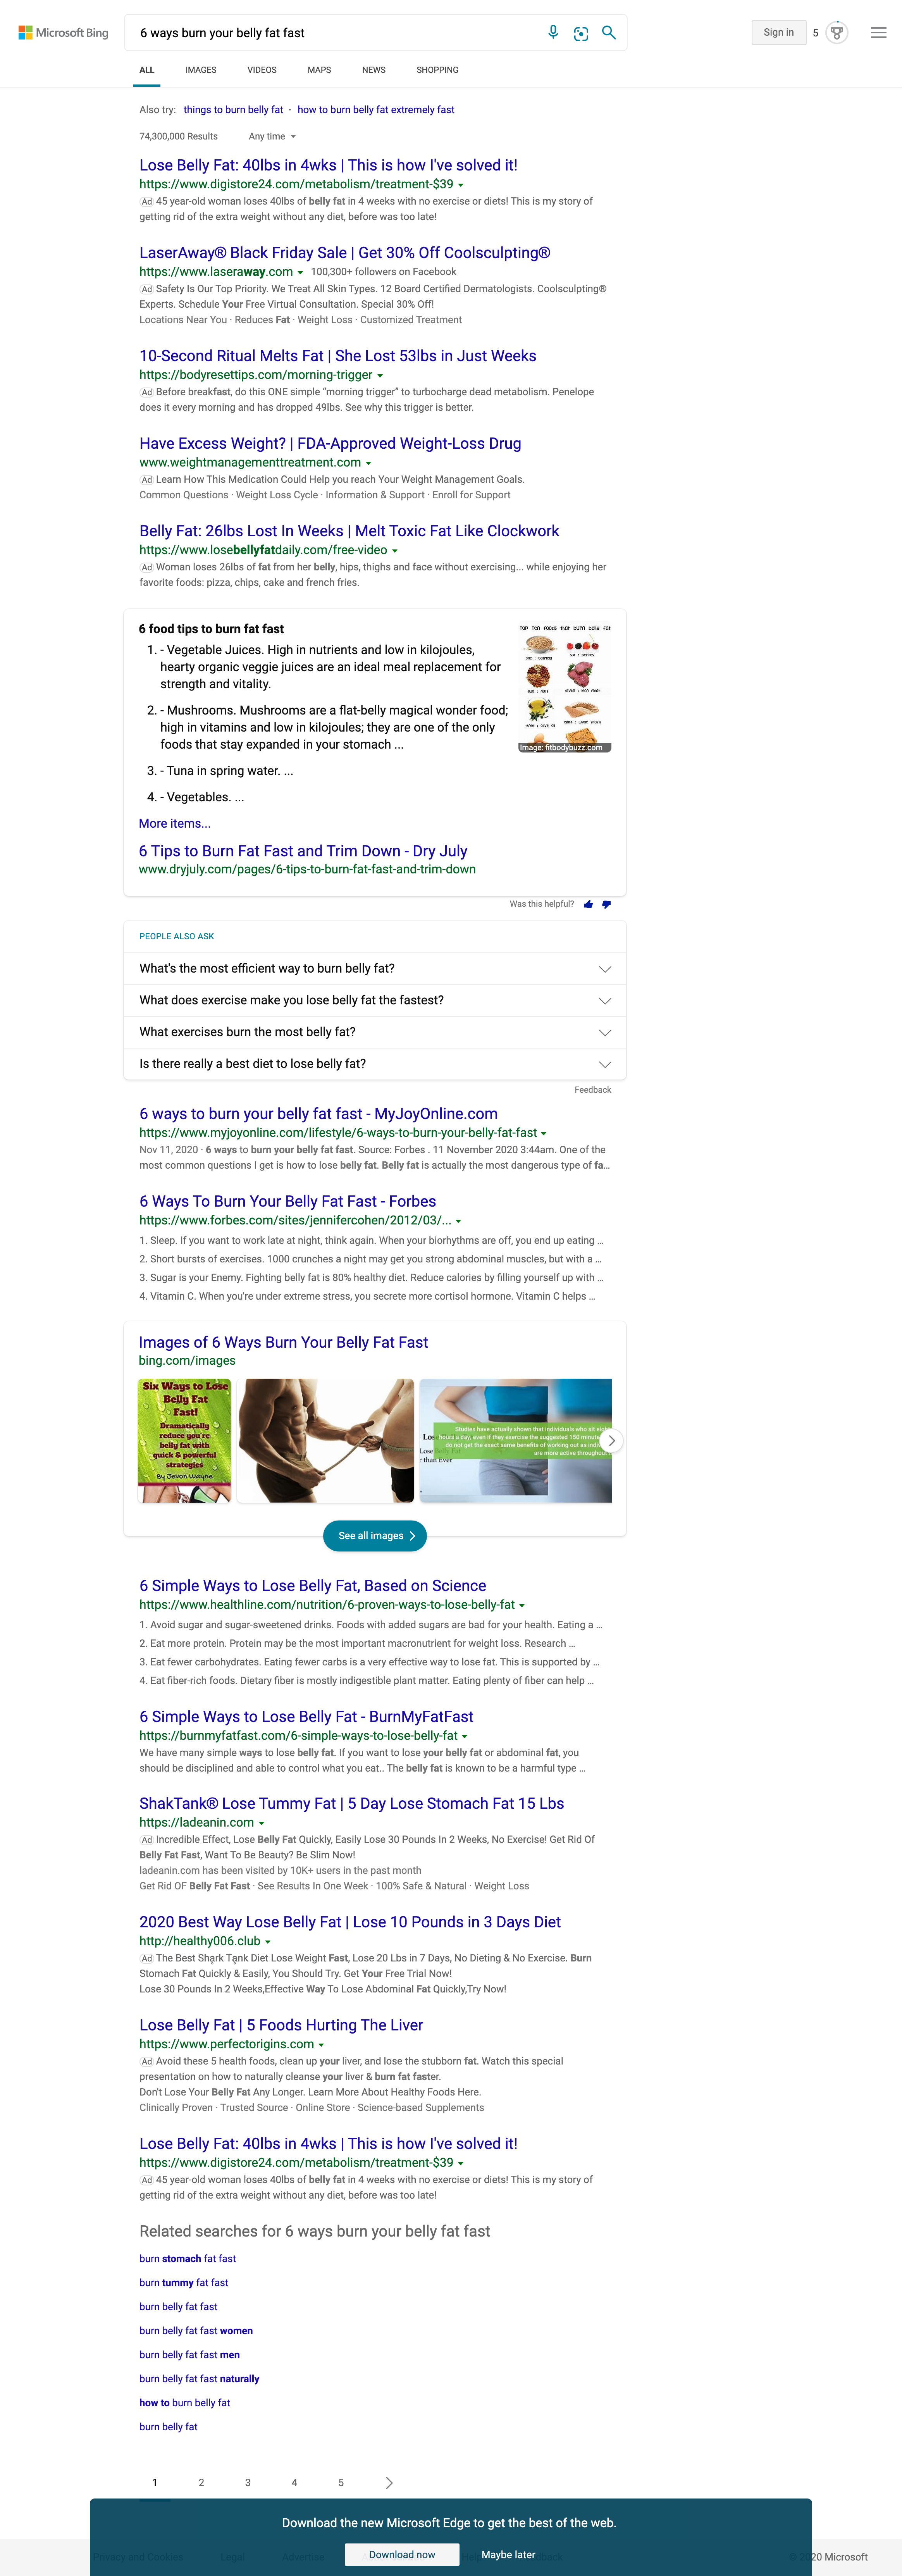 Microsoft Bing
6 ways burn your belly fat fast
Sign in
5
ALL
IMAGES
VIDEOS
MAPS
NEWS
SHOPPING
Also try: things to burn belly fat · how to burn belly fat extremely fast
74,300,000 Results
Any time
Lose Belly Fat: 40lbs in 4wks | This is how I've solved it!
https://www.digistore24.com/metabolism/treatment-$39
Ad 45 year-old woman loses 40lbs of belly fat in 4 weeks with no exercise or diets! This is my story of
getting rid of the extra weight without any diet, before was too late!
LaserAway® Black Friday Sale | Get 30% Off Coolsculpting®
https://www.laseraway.com 100,300+ followers on Facebook
Ad Safety Is Our Top Priority. We Treat All Skin Types. 12 Board Certified Dermatologists. Coolsculpting®
Experts. Schedule Your Free Virtual Consultation. Special 30% Off!
Locations Near You · Reduces Fat · Weight Loss · Customized Treatment
10-Second Ritual Melts Fat | She Lost 53lbs in Just Weeks
https://bodyresettips.com/morning-trigger
Ad Before breakfast, do this ONE simple “morning trigger” to turbocharge dead metabolism. Penelope
does it every morning and has dropped 49lbs. See why this trigger is better.
Have Excess Weight? | FDA-Approved Weight-Loss Drug
www.weightmanagementtreatment.com
Ad Learn How This Medication Could Help you reach Your Weight Management Goals.
Common Questions · Weight Loss Cycle · Information & Support · Enroll for Support
Belly Fat: 26lbs Lost In Weeks | Melt Toxic Fat Like Clockwork
https://www.losebellyfatdaily.com/free-video
Ad Woman loses 26lbs of fat from her belly, hips, thighs and face without exercising... while enjoying her
favorite foods: pizza, chips, cake and french fries.
6 food tips to burn fat fast
1. - Vegetable Juices. High in nutrients and low in kilojoules,
hearty organic veggie juices are an ideal meal replacement for
strength and vitality.
2. - Mushrooms. Mushrooms are a flat-belly magical wonder food;
high in vitamins and low in kilojoules; they are one of the only
foods that stay expanded in your stomach ...
3. - Tuna in spring water. ...
4. - Vegetables. ...
TOP TEN FOODS THAT BURN BELLY FAT
Image: fitbodybuzz.com
More items...
6 Tips to Burn Fat Fast and Trim Down - Dry July
www.dryjuly.com/pages/6-tips-to-burn-fat-fast-and-trim-down
Was this helpful?
PEOPLE ALSO ASK
What's the most efficient way to burn belly fat?
What does exercise make you lose belly fat the fastest?
What exercises burn the most belly fat?
Is there really a best diet to lose belly fat?
Feedback
6 ways to burn your belly fat fast - MyJoyOnline.com
https://www.myjoyonline.com/lifestyle/6-ways-to-burn-your-belly-fat-fast
Nov 11, 2020 · 6 ways to burn your belly fat fast. Source: Forbes . 11 November 2020 3:44am. One of the
most common questions I get is how to lose belly fat. Belly fat is actually the most dangerous type of fa...
6 Ways To Burn Your Belly Fat Fast - Forbes
https://www.forbes.com/sites/jennifercohen/2012/03/...
1. Sleep. If you want to work late at night, think again. When your biorhythms are off, you end up eating ...
2. Short bursts of exercises. 1000 crunches a night may get you strong abdominal muscles, but with a ...
3. Sugar is your Enemy. Fighting belly fat is 80% healthy diet. Reduce calories by filling yourself up with ...
4. Vitamin C. When you're under extreme stress, you secrete more cortisol hormone. Vitamin C helps ...
Images of 6 Ways Burn Your Belly Fat Fast
bing.com/images
Six Ways to Lose
Belly Fat
Fast!
Dramatically
reduce you're
belly fat with
quick & powerful
strategies
By Jevon Wayne
Studies have actually shown that individuals who sit
hours a day, even if they exercise the suggested 150 minute
do not get the exact same benefits of working out as
are more active through
than Ever
See all images
6 Simple Ways to Lose Belly Fat, Based on Science
https://www.healthline.com/nutrition/6-proven-ways-to-lose-belly-fat
1. Avoid sugar and sugar-sweetened drinks. Foods with added sugars are bad for your health. Eating a ...
2. Eat more protein. Protein may be the most important macronutrient for weight loss. Research ...
3. Eat fewer carbohydrates. Eating fewer carbs is a very effective way to lose fat. This is supported by ...
4. Eat fiber-rich foods. Dietary fiber is mostly indigestible plant matter. Eating plenty of fiber can help ...
6 Simple Ways to Lose Belly Fat - BurnMyFatFast
https://burnmyfatfast.com/6-simple-ways-to-lose-belly-fat
We have many simple ways to lose belly fat. If you want to lose your belly fat or abdominal fat, you
should be disciplined and able to control what you eat.. The belly fat is known to be a harmful type ...
ShakTank® Lose Tummy Fat | 5 Day Lose Stomach Fat 15 Lbs
https://ladeanin.com
Ad Incredible Effect, Lose Belly Fat Quickly, Easily Lose 30 Pounds In 2 Weeks, No Exercise! Get Rid Of
Belly Fat Fast, Want To Be Beauty? Be Slim Now!
ladeanin.com has been visited by 10K+ users in the past month
Get Rid OF Belly Fat Fast · See Results In One Week · 100% Safe & Natural · Weight Loss
2020 Best Way Lose Belly Fat | Lose 10 Pounds in 3 Days Diet
http://healthy006.club
Ad The Best Shąrk Tąnk Diet Lose Weight Fast, Lose 20 Lbs in 7 Days, No Dieting & No Exercise. Burn
Stomach Fat Quickly & Easily, You Should Try. Get Your Free Trial Now!
Lose 30 Pounds In 2 Weeks,Effective Way To Lose Abdominal Fat Quickly,Try Now!
Lose Belly Fat | 5 Foods Hurting The Liver
https://www.perfectorigins.com
Ad Avoid these 5 health foods, clean up your liver, and lose the stubborn fat. Watch this special
presentation on how to naturally cleanse your liver & burn fat faster.
Don't Lose Your Belly Fat Any Longer. Learn More About Healthy Foods Here.
Clinically Proven · Trusted Source · Online Store · Science-based Supplements
Lose Belly Fat: 40lbs in 4wks | This is how I've solved it!
https://www.digistore24.com/metabolism/treatment-$39
Ad 45 year-old woman loses 40lbs of belly fat in 4 weeks with no exercise or diets! This is my story of
getting rid of the extra weight without any diet, before was too late!
Related searches for 6 ways burn your belly fat fast
burn stomach fat fast
burn tummy fat fast
burn belly fat fast
burn belly fat fast women
burn belly fat fast men
burn belly fat fast naturally
how to burn belly fat
burn belly fat
1 2 3 4 5
Download the new Microsoft Edge to get the best of the web.
Download now
Maybe later
Privacy and Cookies
Legal
Advertise
20 Microsoft